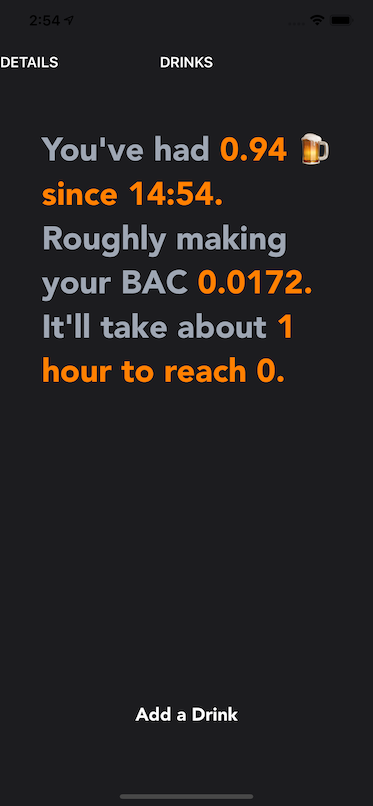 2:54
DETAILS DRINKS
You've had 0.94 🍺
since 14:54.
Roughly making
your BAC 0.0172.
It'll take about 1
hour to reach 0.
Add a Drink